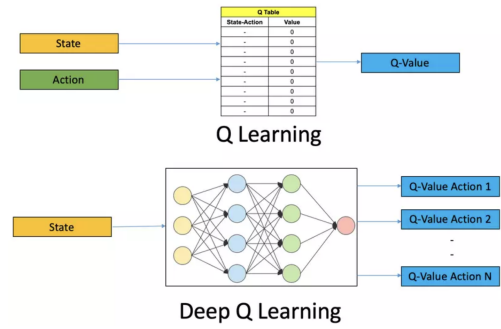 Q Table
State-Action Value
- 0
- 0
- 0
- 0
- 0
- 0
- 0
- 0
- 0
State
Action
Q-Value
Q Learning
State
Q-Value Action 1
Q-Value Action 2
-
-
Q-Value Action N
Deep Q Learning